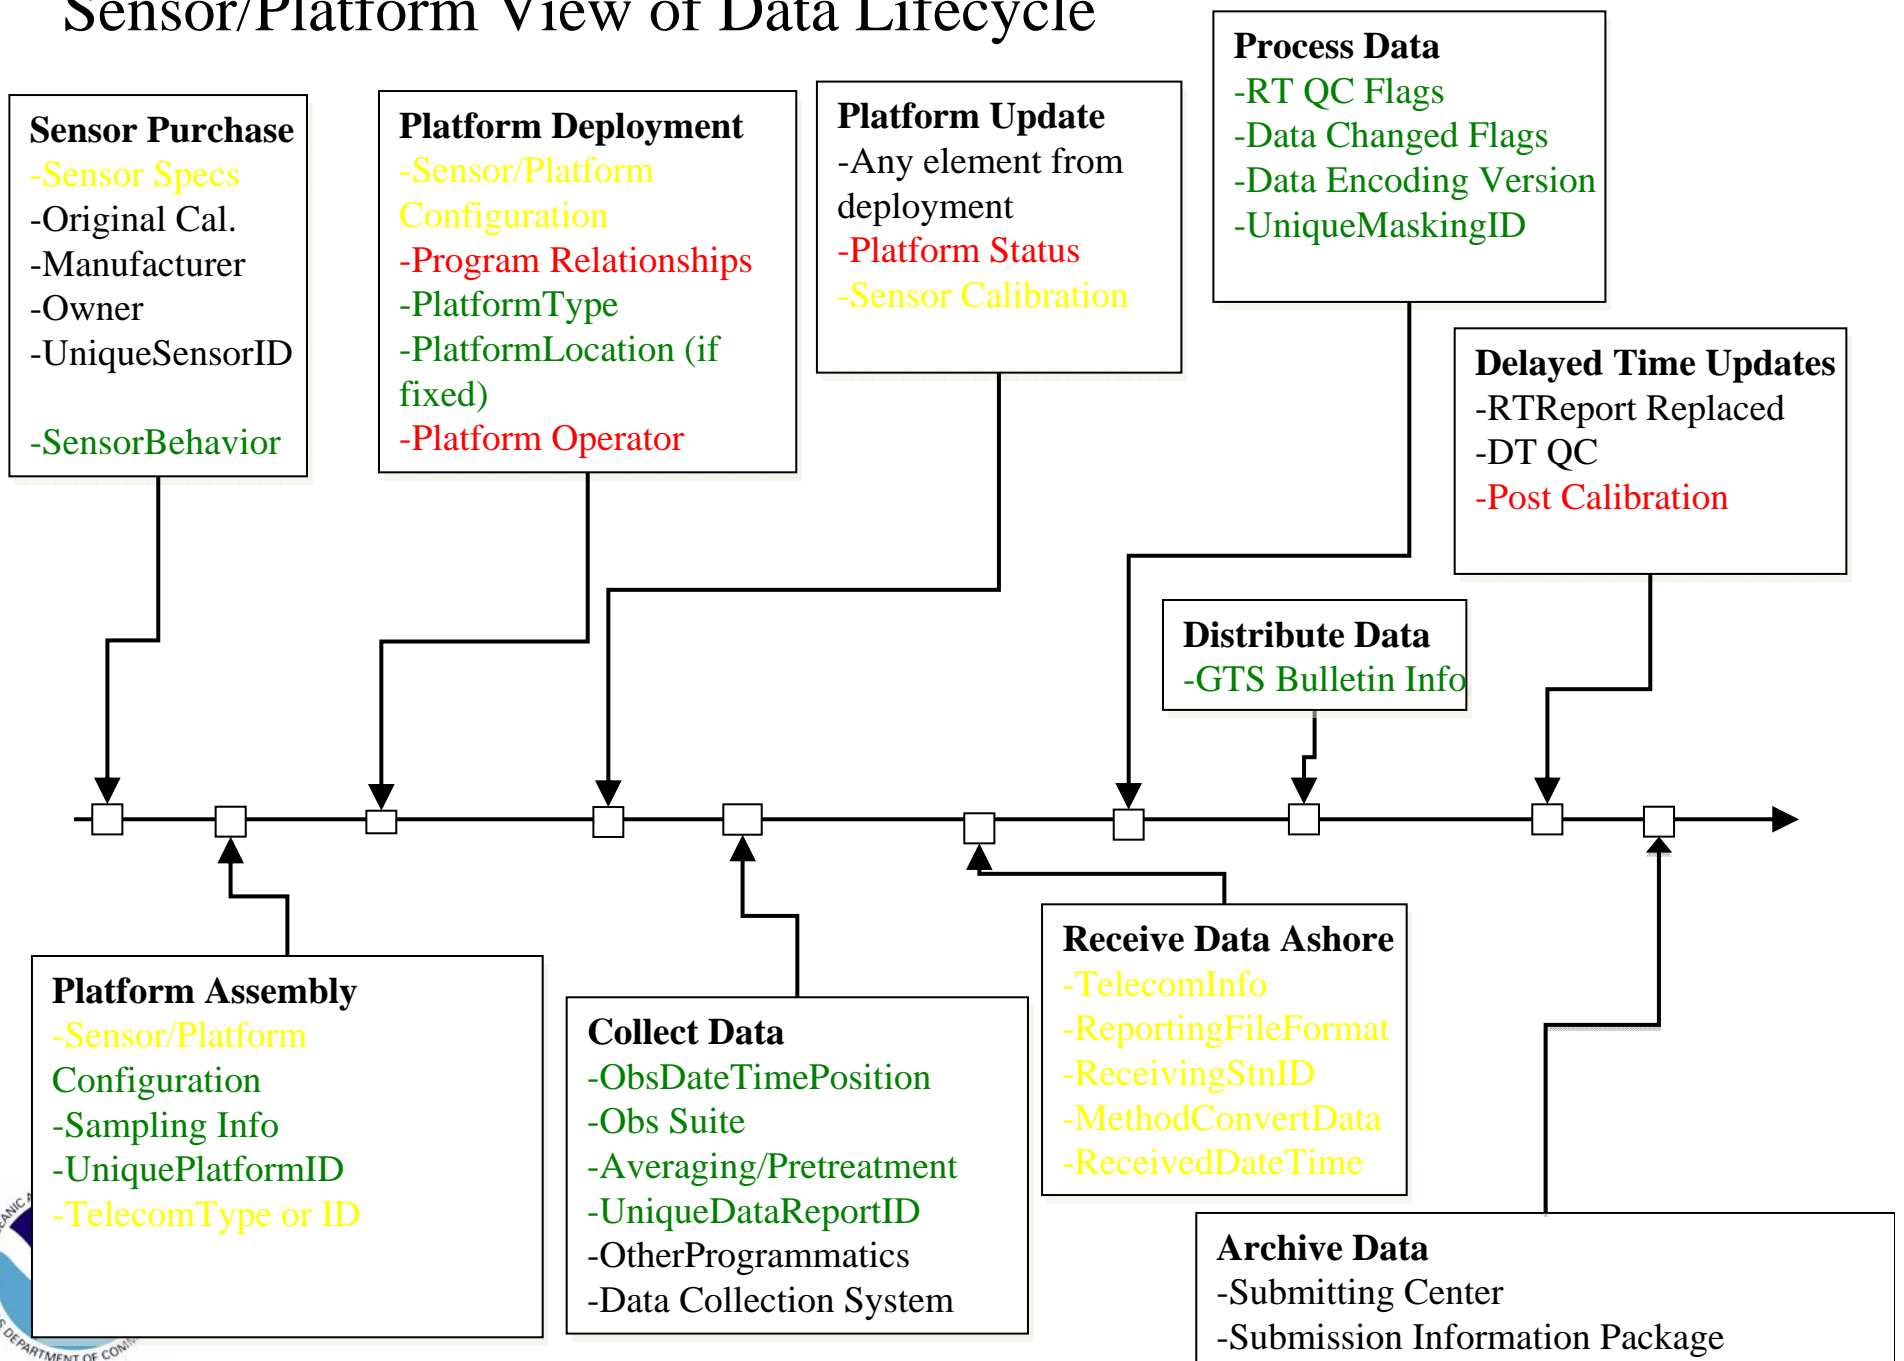 Sensor/Platform View of Data Lifecycle
Process Data
-RT QC Flags
-Data Changed Flags
-Data Encoding Version
-UniqueMaskingID
Sensor Purchase
-Sensor Specs
-Original Cal.
-Manufacturer
-Owner
-UniqueSensorID
-SensorBehavior
Platform Deployment
-Sensor/Platform
Configuration
-Program Relationships
-PlatformType
-PlatformLocation (if
fixed)
-Platform Operator
Platform Update
-Any element from
deployment
-Platform Status
-Sensor Calibration
Delayed Time Updates
-RTReport Replaced
-DT QC
-Post Calibration
Distribute Data
-GTS Bulletin Info
Platform Assembly
-Sensor/Platform
Configuration
-Sampling Info
-UniquePlatformID
-TelecomType or ID
Collect Data
-ObsDateTimePosition
-Obs Suite
-Averaging/Pretreatment
-UniqueDataReportID
-OtherProgrammatics
-Data Collection System
Receive Data Ashore
-TelecomInfo
-ReportingFileFormat
-ReceivingStnID
-MethodConvertData
-ReceivedDateTime
Archive Data
-Submitting Center
-Submission Information Package
DEPARTMENT OF